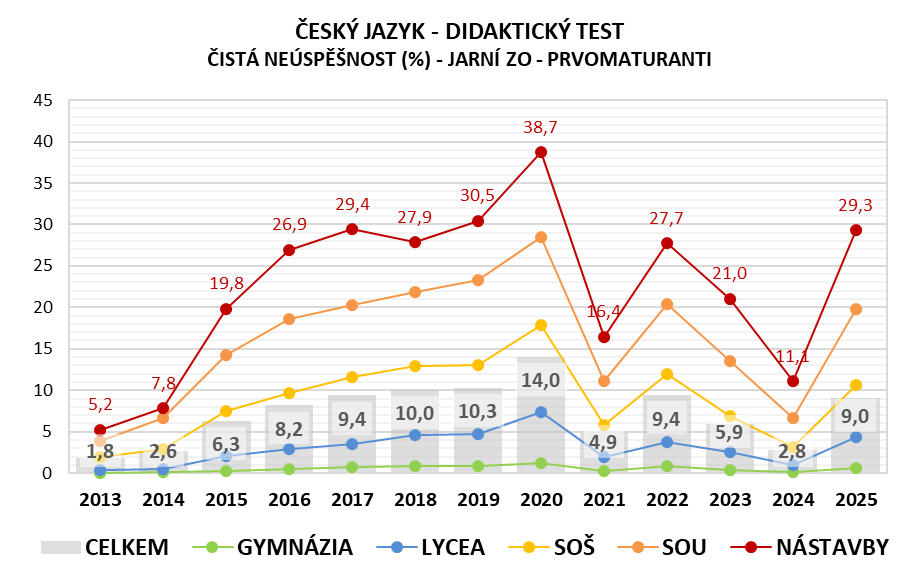 ČESKÝ JAZYK - DIDAKTICKÝ TEST
ČISTÁ NEÚSPĚŠNOST (%) - JARNÍ ZO - PRVOMATURANTI
45
40
35
30
25
20
15
10
5
0
5,2 7,8 19,8 26,9 29,4 27,9 30,5 38,7 16,4 27,7 21,0 11,1 29,3
1,8 2,6 6,3 8,2 9,4 10,0 10,3 14,0 4,9 9,4 5,9 2,8 9,0
2013 2014 2015 2016 2017 2018 2019 2020 2021 2022 2023 2024 2025
CELKEM GYMNÁZIA LYCEA SOŠ SOU NÁSTAVBY